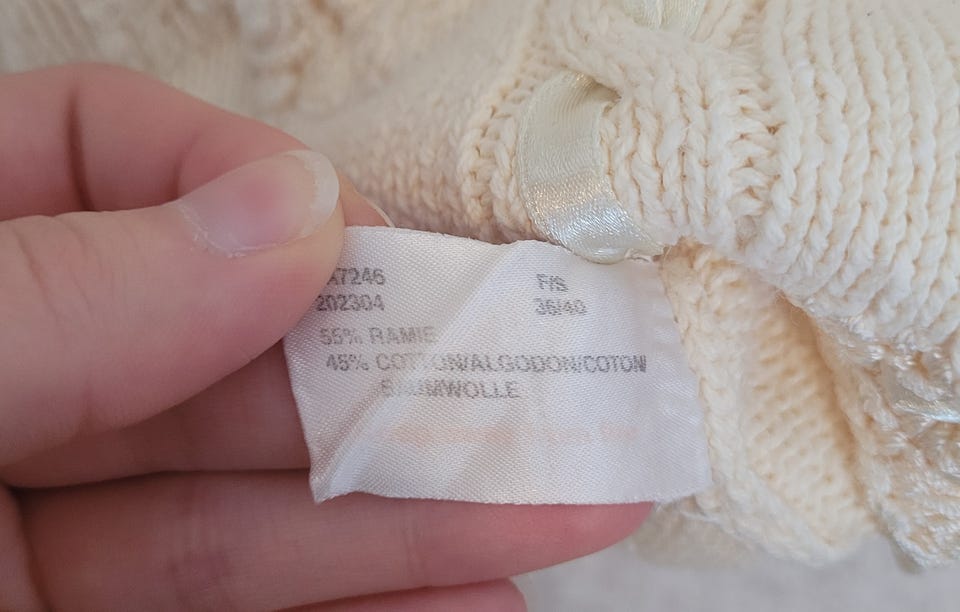 A7246 F/S
202304 36/40
55% RAMIE
45% COTTON/ALGODON/COTON/
BAUMWOLLE